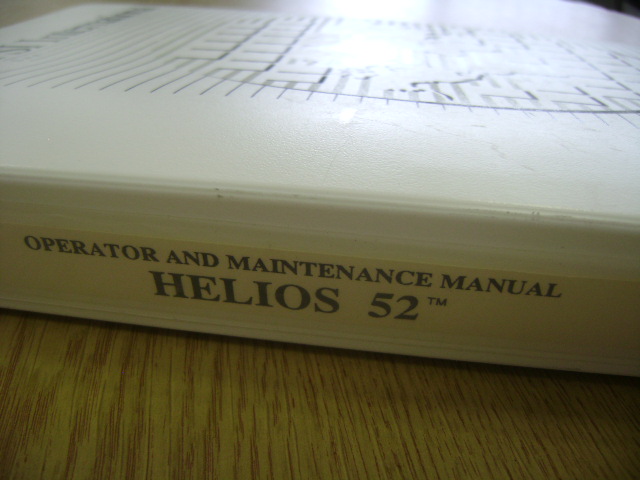 OPERATOR AND MAINTENANCE MANUAL
HELIOS 52™